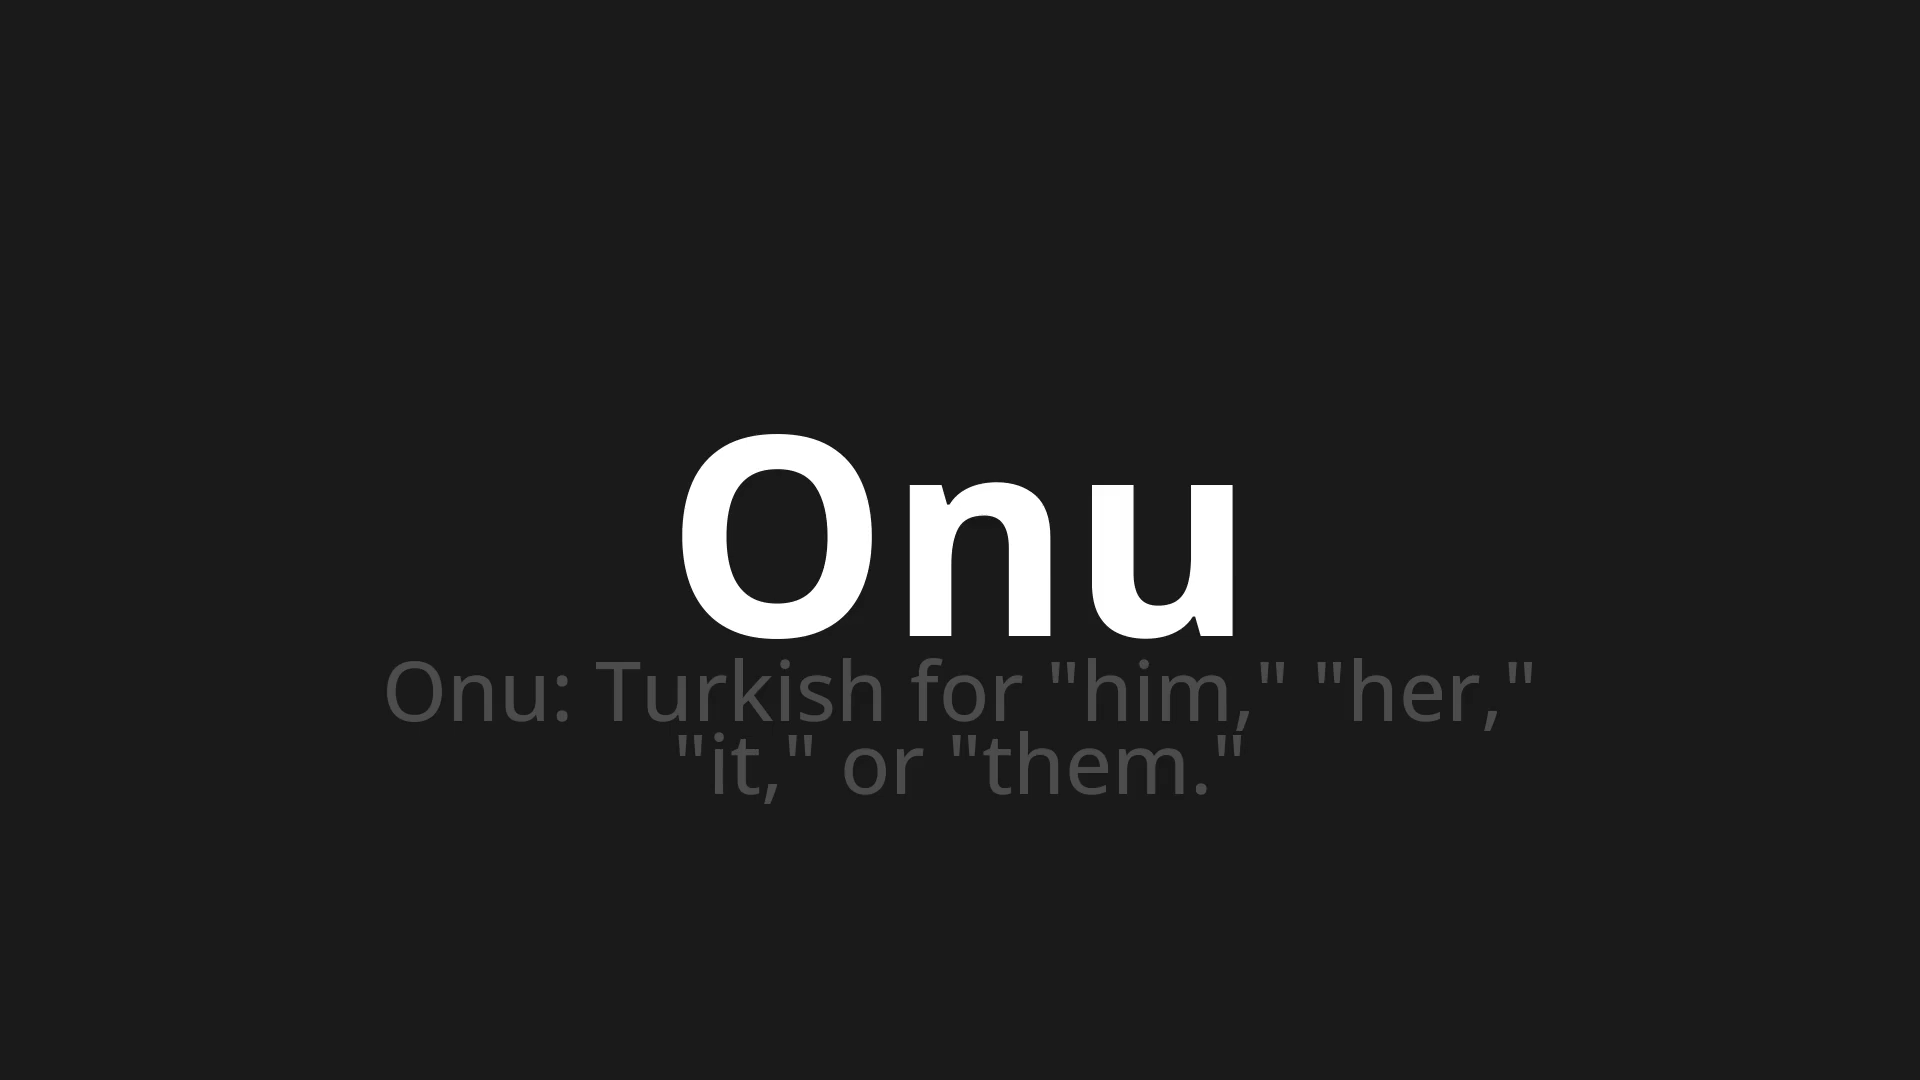 Onu
Onu: Turkish for "him," "her,"
"it," or "them."